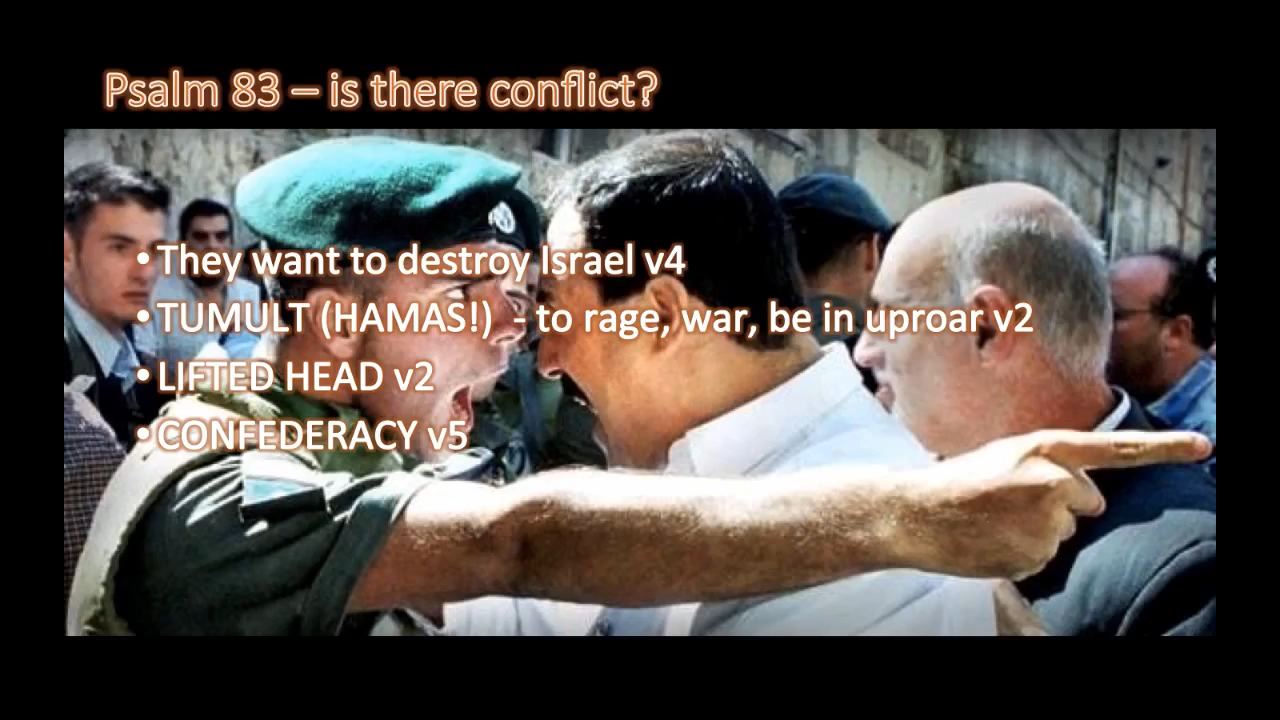 Psalm 83 – is there conflict?
• They want to destroy Israel v4
• TUMULT (HAMAS!) - to rage, war, be in uproar v2
• LIFTED HEAD v2
• CONFEDERACY v5